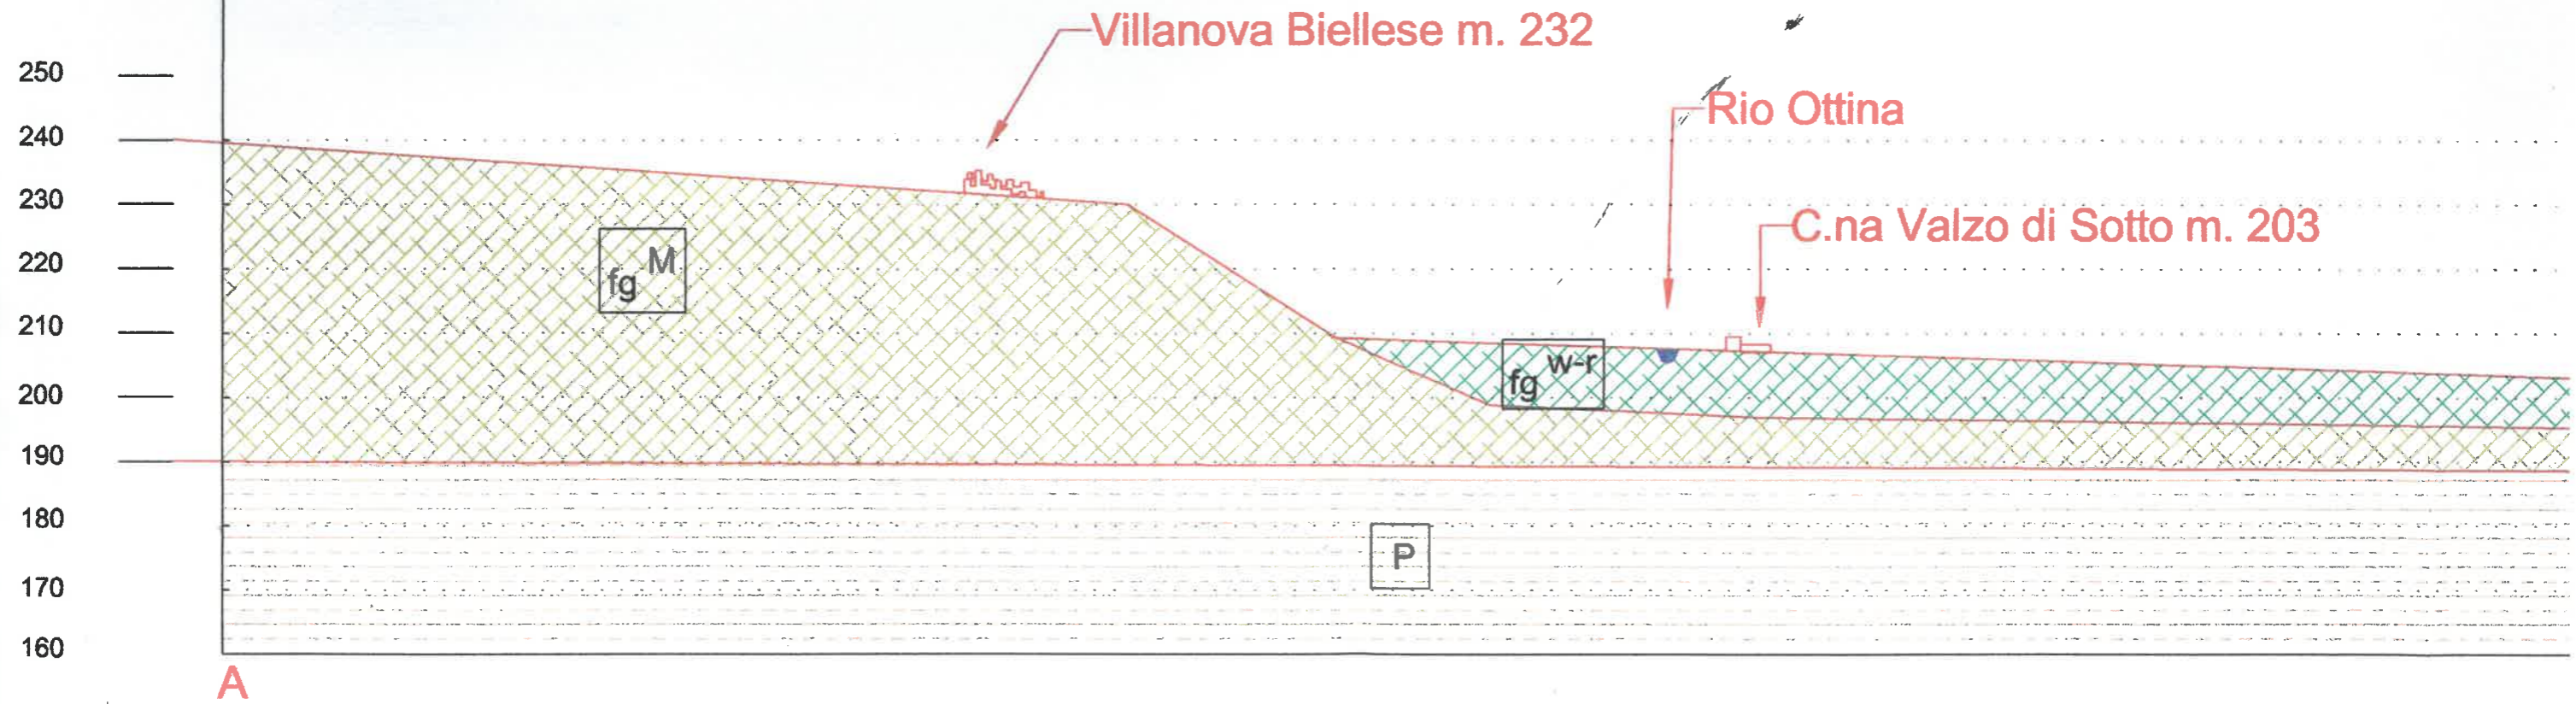 Villanova Biellese m. 232
250
Rio Ottina
240
230
C.na Valzo di Sotto m. 203
220
fg M
210
fg w-r
200
190
180
P
170
160
A